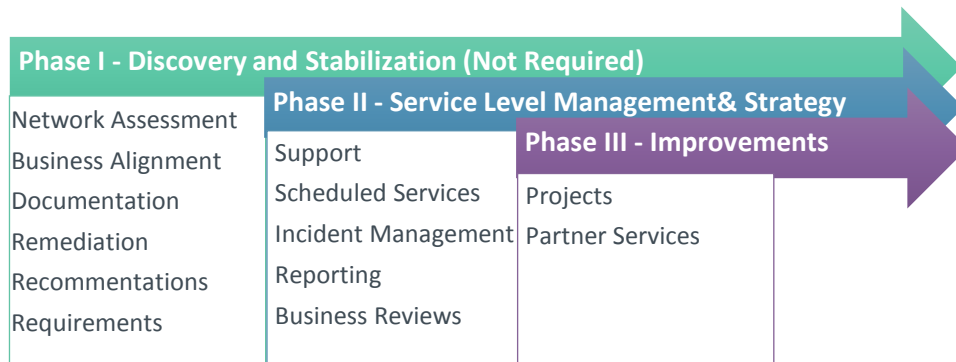 Phase I - Discovery and Stabilization (Not Required)
Network Assessment
Business Alignment
Documentation
Remediation
Recommentations
Requirements
Phase II - Service Level Management& Strategy
Support
Scheduled Services
Incident Management
Reporting
Business Reviews
Phase III - Improvements
Projects
Partner Services